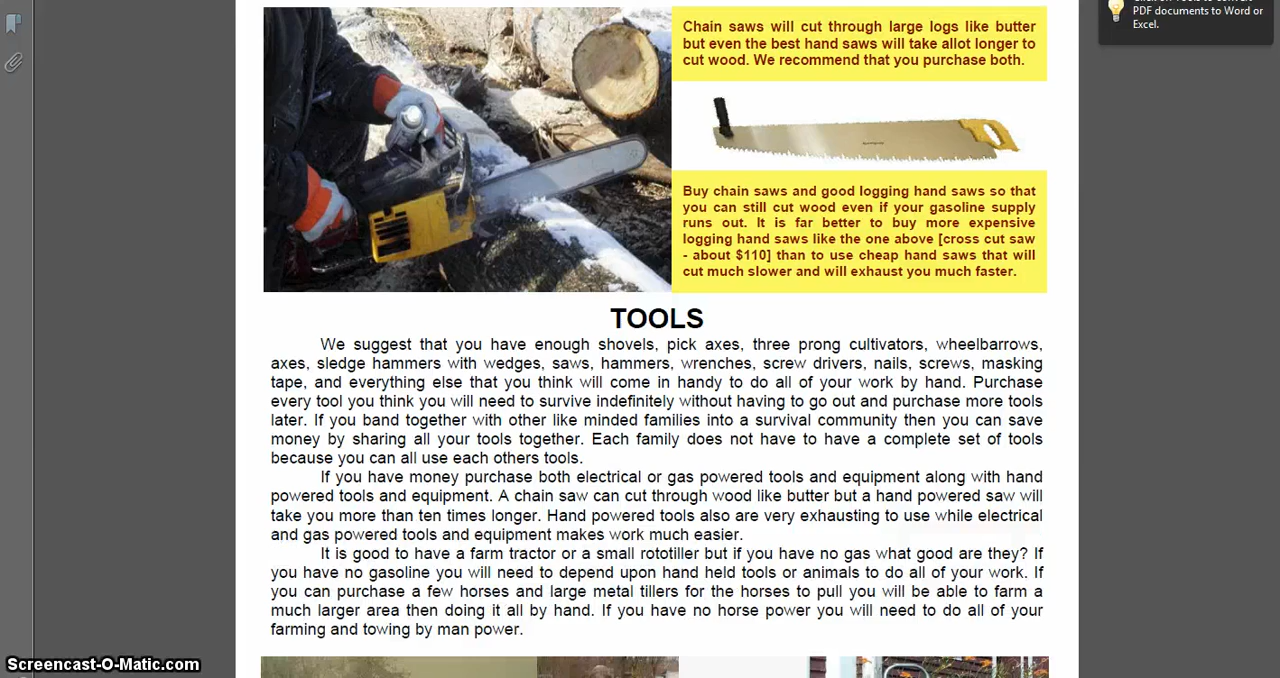 PDF documents to Word or
Excel.
Chain saws will cut through large logs like butter
but even the best hand saws will take allot longer to
cut wood. We recommend that you purchase both.
Buy chain saws and good logging hand saws so that
you can still cut wood even if your gasoline supply
runs out. It is far better to buy more expensive
logging hand saws like the one above [cross cut saw
- about $110] than to use cheap hand saws that will
cut much slower and will exhaust you much faster.
TOOLS
We suggest that you have enough shovels, pick axes, three prong cultivators, wheelbarrows,
axes, sledge hammers with wedges, saws, hammers, wrenches, screw drivers, nails, screws, masking
tape, and everything else that you think will come in handy to do all of your work by hand. Purchase
every tool you think you will need to survive indefinitely without having to go out and purchase more tools
later. If you band together with other like minded families into a survival community then you can save
money by sharing all your tools together. Each family does not have to have a complete set of tools
because you can all use each others tools.
If you have money purchase both electrical or gas powered tools and equipment along with hand
powered tools and equipment. A chain saw can cut through wood like butter but a hand powered saw will
take you more than ten times longer. Hand powered tools also are very exhausting to use while electrical
and gas powered tools and equipment makes work much easier.
It is good to have a farm tractor or a small rototiller but if you have no gas what good are they? If
you have no gasoline you will need to depend upon hand held tools or animals to do all of your work. If
you can purchase a few horses and large metal tillers for the horses to pull you will be able to farm a
much larger area then doing it all by hand. If you have no horse power you will need to do all of your
farming and towing by man power.
Screencast-O-Matic.com